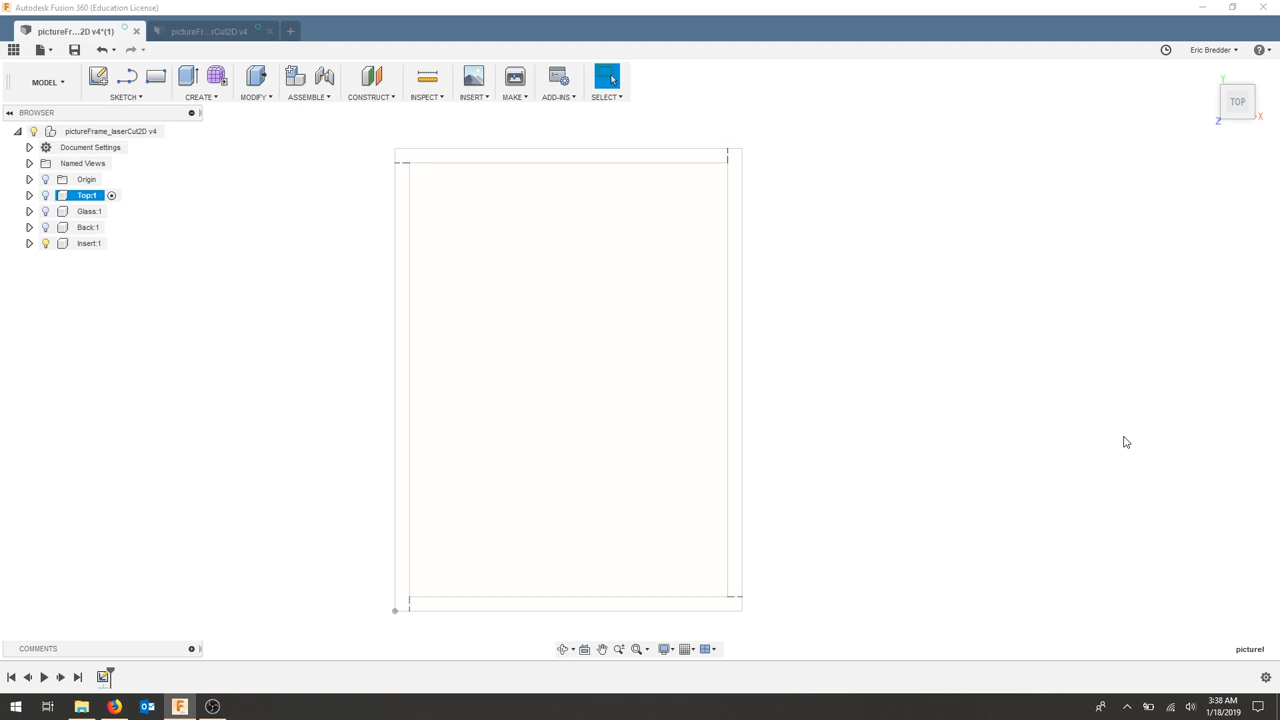 Autodesk Fusion 360 (Education License)
pictureFr...2D v4*(1)
pictureFr...rCut2D v4
Eric Bredder
MODEL
SKETCH
CREATE
MODIFY
ASSEMBLE
CONSTRUCT
INSPECT
INSERT
MAKE
ADD-INS
SELECT
BROWSER
Y
TOP
X
Z
pictureFrame_laserCut2D v4
Document Settings
Named Views
Origin
Top:1
Glass:1
Back:1
Insert:1
COMMENTS
pictureI
3:38 AM
1/18/2019